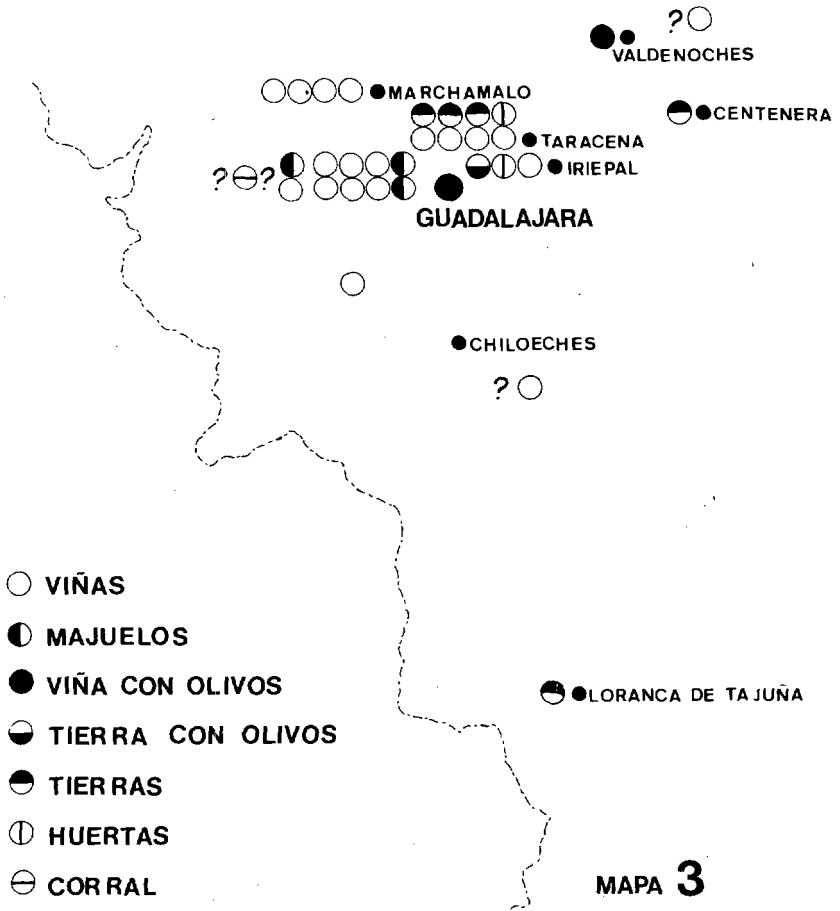 ?
VALDENOCHES
MARCHAMALO
CENTENERA
TARACENA
? ?
IRIEPAL
GUADALAJARA
CHILOECHES
?
VIÑAS
MAJUELOS
VIÑA CON OLIVOS
LORANCA DE TAJUÑA
TIERRA CON OLIVOS
TIERRAS
HUERTAS
CORRAL
MAPA 3